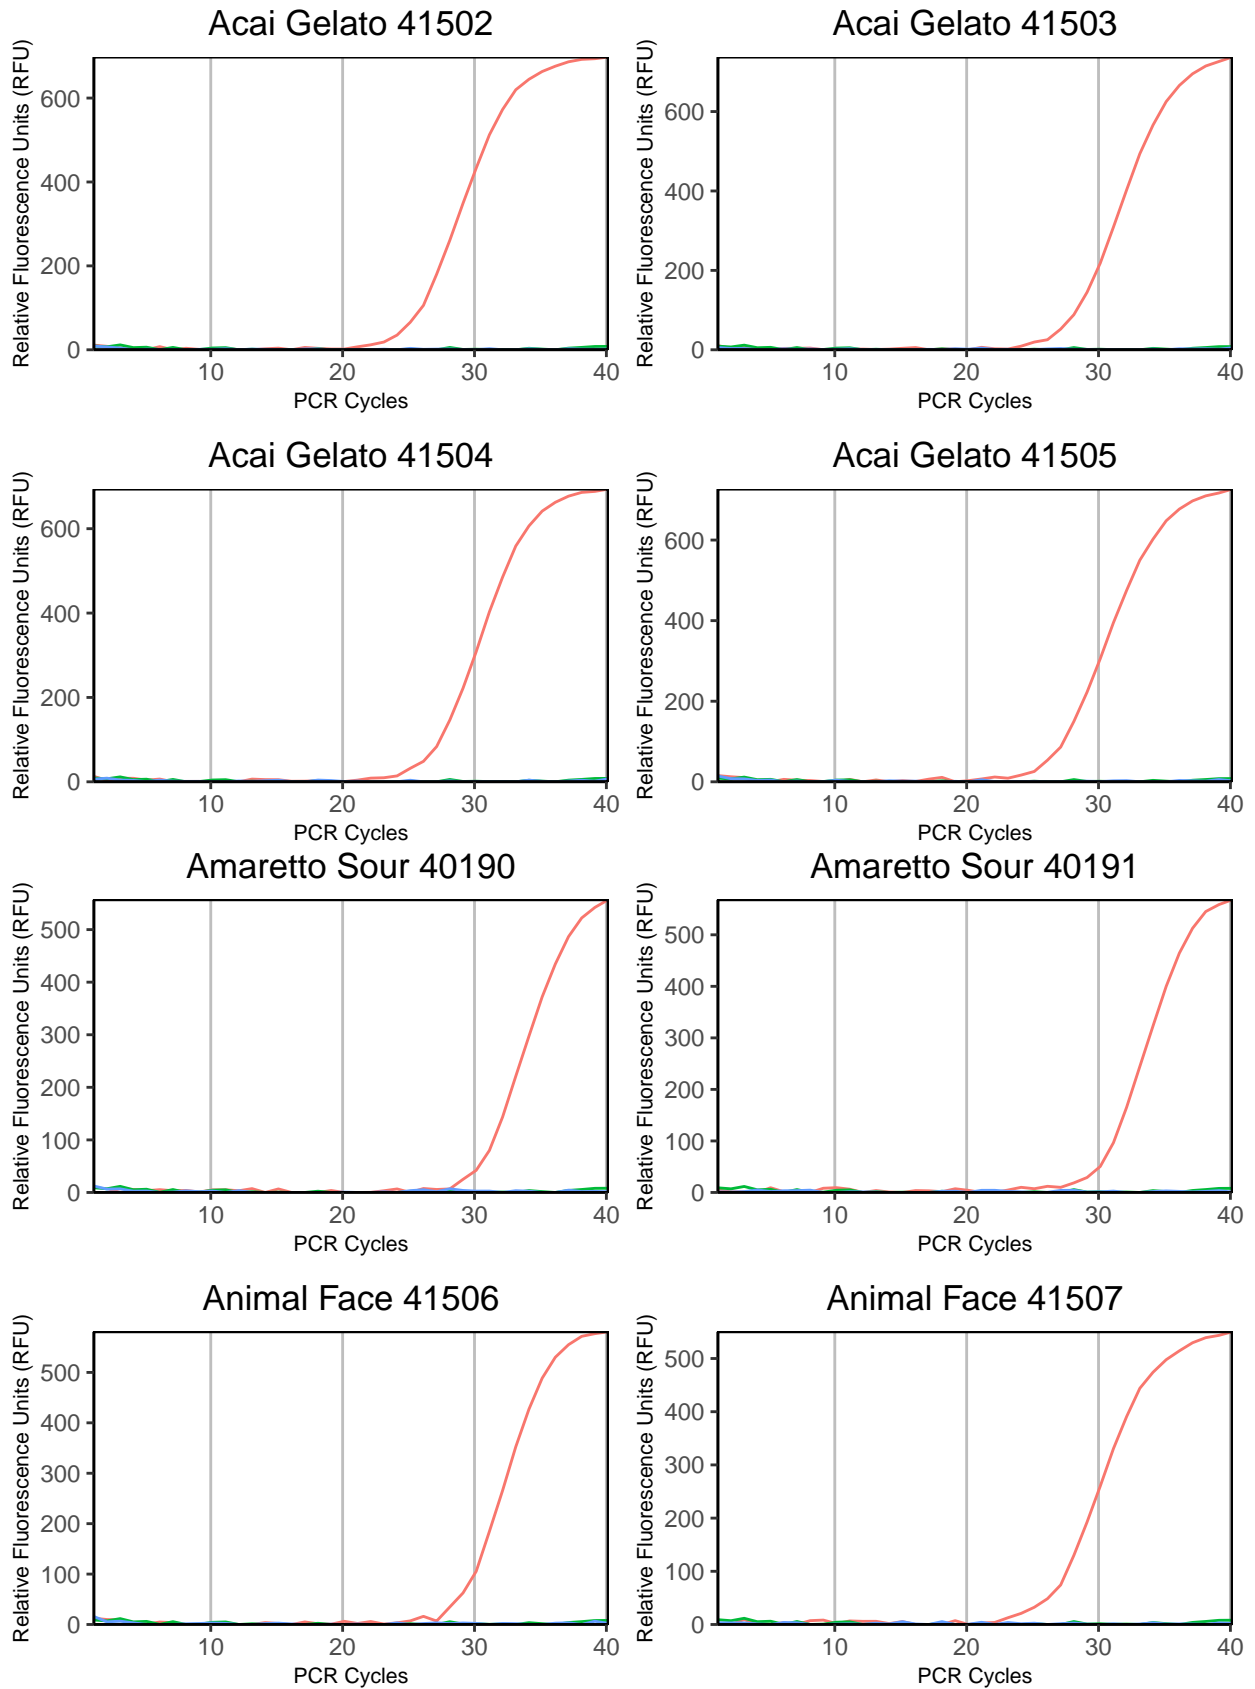 Acai Gelato 41502
Relative Fluorescence Units (RFU)
600
400
200
0
10 20 30 40
PCR Cycles
Acai Gelato 41503
Relative Fluorescence Units (RFU)
600
400
200
0
10 20 30 40
PCR Cycles
Acai Gelato 41504
Relative Fluorescence Units (RFU)
600
400
200
0
10 20 30 40
PCR Cycles
Acai Gelato 41505
Relative Fluorescence Units (RFU)
600
400
200
0
10 20 30 40
PCR Cycles
Amaretto Sour 40190
Relative Fluorescence Units (RFU)
500
400
300
200
100
0
10 20 30 40
PCR Cycles
Amaretto Sour 40191
Relative Fluorescence Units (RFU)
500
400
300
200
100
0
10 20 30 40
PCR Cycles
Animal Face 41506
Relative Fluorescence Units (RFU)
500
400
300
200
100
0
10 20 30 40
PCR Cycles
Animal Face 41507
Relative Fluorescence Units (RFU)
500
400
300
200
100
0
10 20 30 40
PCR Cycles